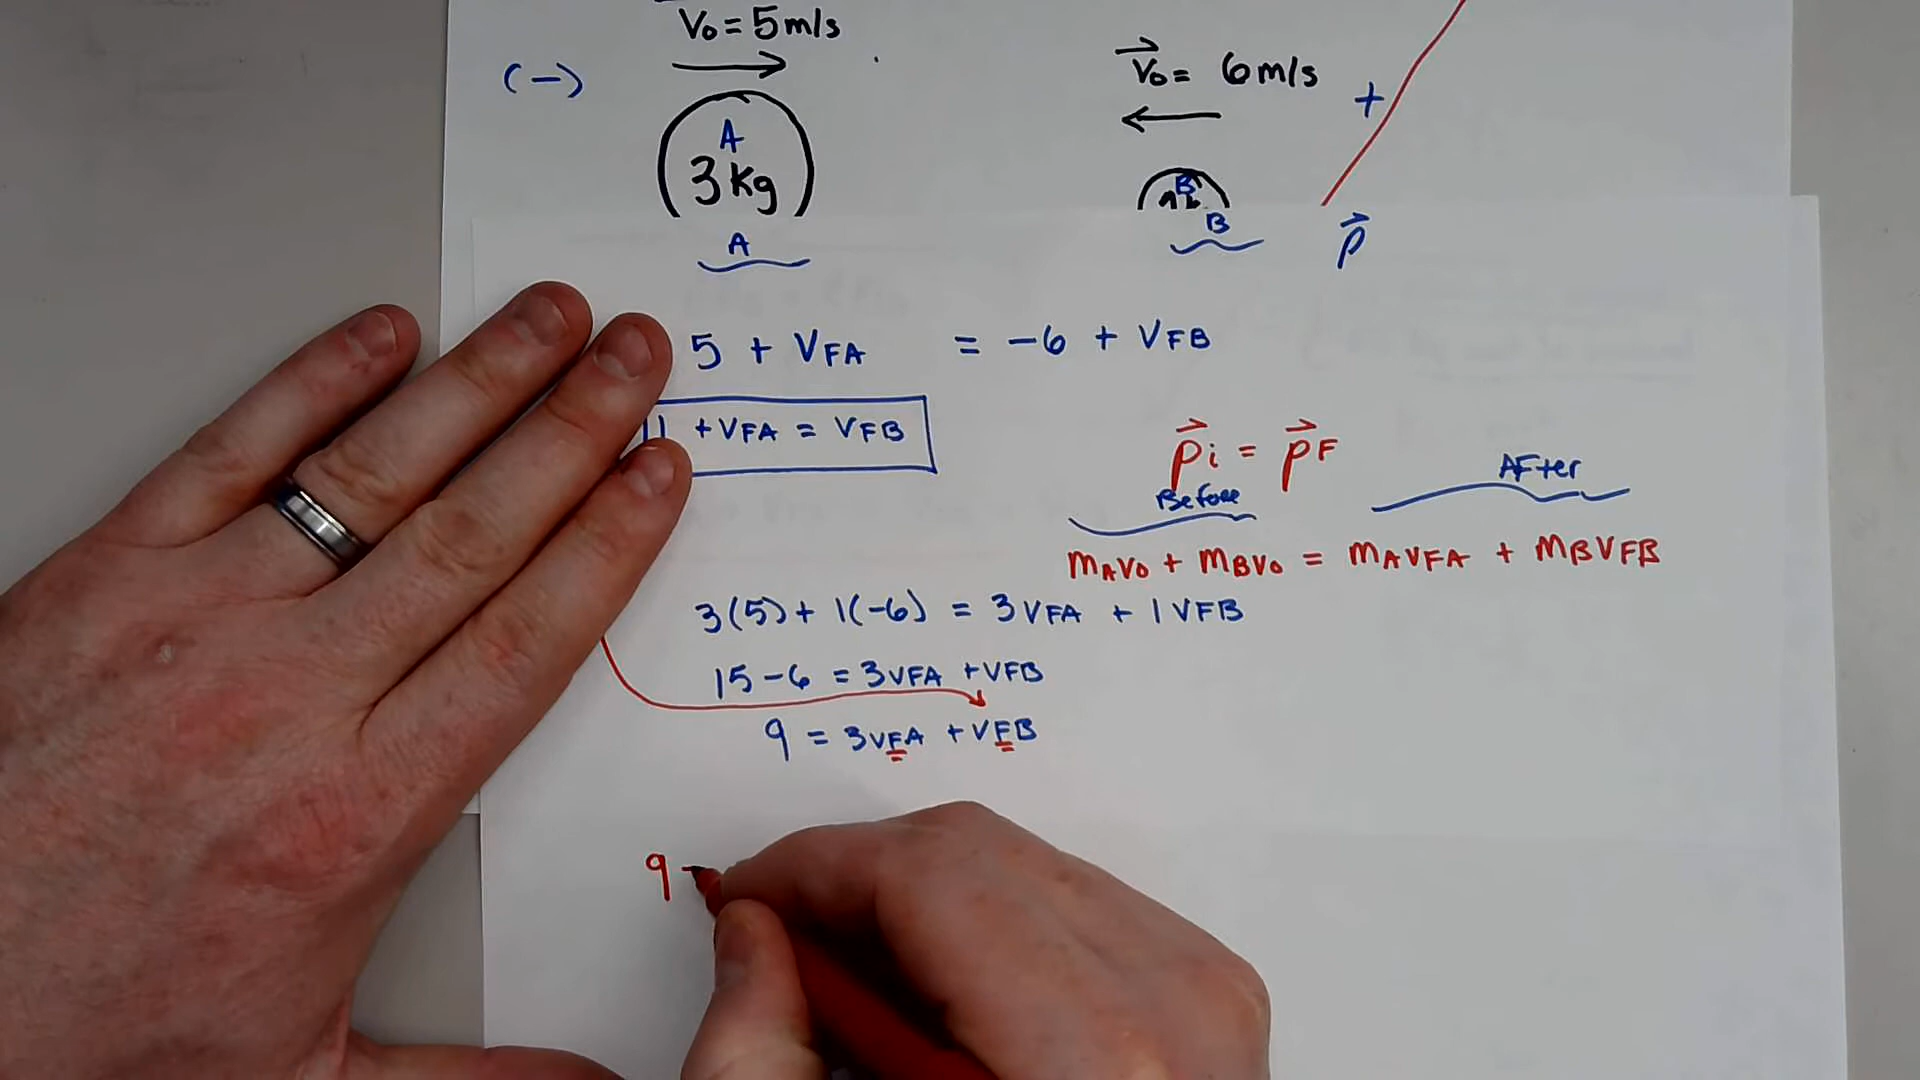 V₀ = 5 m/s
V₀ = 6 m/s
(-)
+
A
3 kg
B
A
B
p
5 + VFA = -6 + VFB
11 + VFA = VFB
pi = pF
Before
After
mAV0 + mBV0 = mAVFA + mBVFB
3(5) + 1(-6) = 3VFA + 1VFB
15 - 6 = 3VFA + VFB
9 = 3VFA + VFB
9